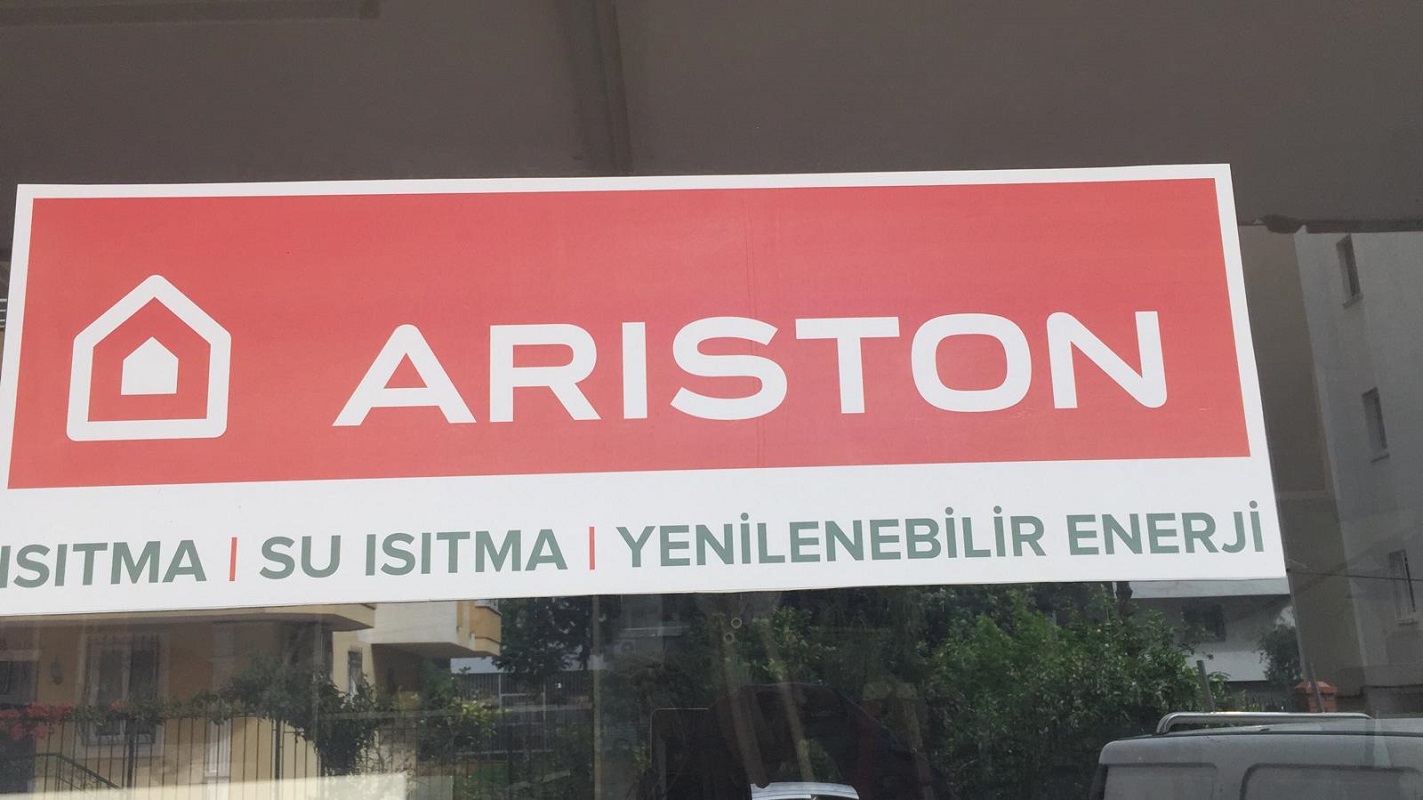 ARISTON
ISITMA | SU ISITMA | YENİLENEBİLİR ENERJİ